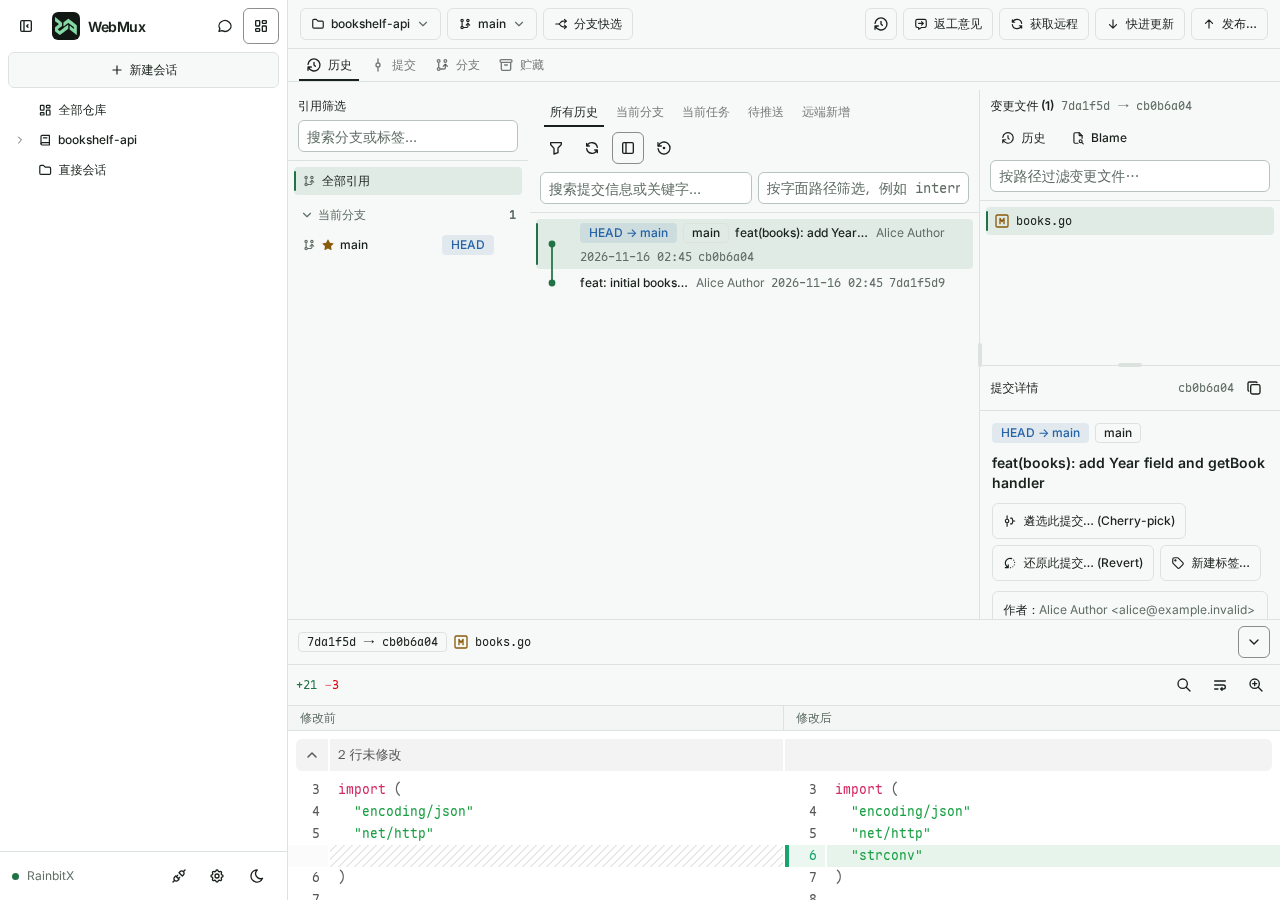 WebMux
新建会话
全部仓库
bookshelf-api
直接会话
RainbitX
bookshelf-api
main
分支快选
返工意见
获取远程
快进更新
发布...
历史
提交
分支
贮藏
引用筛选
搜索分支或标签...
全部引用
当前分支 1
main HEAD
所有历史
当前分支
当前任务
待推送
远端新增
搜索提交信息或关键字...
按字面路径筛选，例如 intern
HEAD → main main feat(books): add Year... Alice Author
2026-11-16 02:45 cb0b6a04
feat: initial books... Alice Author 2026-11-16 02:45 7da1f5d9
变更文件 (1) 7da1f5d → cb0b6a04
历史
Blame
按路径过滤变更文件…
M books.go
提交详情 cb0b6a04
HEAD → main main
feat(books): add Year field and getBook
handler
遴选此提交... (Cherry-pick)
还原此提交... (Revert)
新建标签...
作者：Alice Author <alice@example.invalid>
7da1f5d → cb0b6a04 M books.go
+21 -3
修改前
修改后
2 行未修改
3 import (
4 "encoding/json"
5 "net/http"
6 )
7
3 import (
4 "encoding/json"
5 "net/http"
6 "strconv"
7 )
8